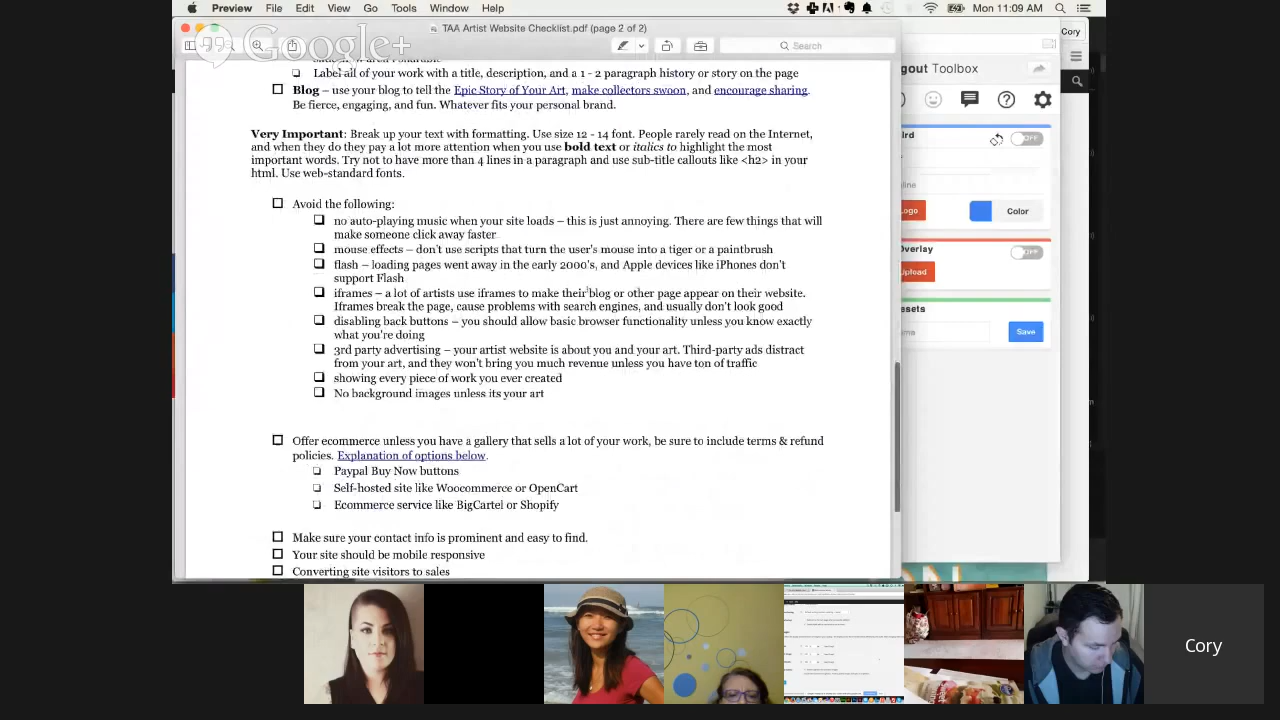 Preview File Edit View Go Tools Window Help Mon 11:09 AM
TAA Artist Website Checklist.pdf (page 2 of 2)
Cory
Google+
Search
gout Toolbox
Label all of your work with a title, description, and a 1 - 2 paragraph history or story on the page
Blog – use your blog to tell the Epic Story of Your Art, make collectors swoon, and encourage sharing.
Be fierce, engaging, and fun. Whatever fits your personal brand.
Very Important: Break up your text with formatting. Use size 12 - 14 font. People rarely read on the Internet,
and when they do they pay a lot more attention when you use bold text or italics to highlight the most
important words. Try not to have more than 4 lines in a paragraph and use sub-title callouts like <h2> in your
html. Use web-standard fonts.
Avoid the following:
no auto-playing music when your site loads – this is just annoying. There are few things that will
make someone click away faster
mouse effects – don't use scripts that turn the user's mouse into a tiger or a paintbrush
flash – loading pages went away in the early 2000's, and Apple devices like iPhones don't
support Flash
iframes – a lot of artists use iframes to make their blog or other page appear on their website.
Iframes break the page, cause problems with search engines, and usually don't look good
disabling back buttons – you should allow basic browser functionality unless you know exactly
what you're doing
3rd party advertising – your artist website is about you and your art. Third-party ads distract
from your art, and they won't bring you much revenue unless you have ton of traffic
showing every piece of work you ever created
No background images unless its your art
Offer ecommerce unless you have a gallery that sells a lot of your work, be sure to include terms & refund
policies. Explanation of options below.
Paypal Buy Now buttons
Self-hosted site like Woocommerce or OpenCart
Ecommerce service like BigCartel or Shopify
Make sure your contact info is prominent and easy to find.
Your site should be mobile responsive
Converting site visitors to sales
ird
OFF
line
Logo
Color
Overlay
OFF
pload
esets
ame
Save
Cory